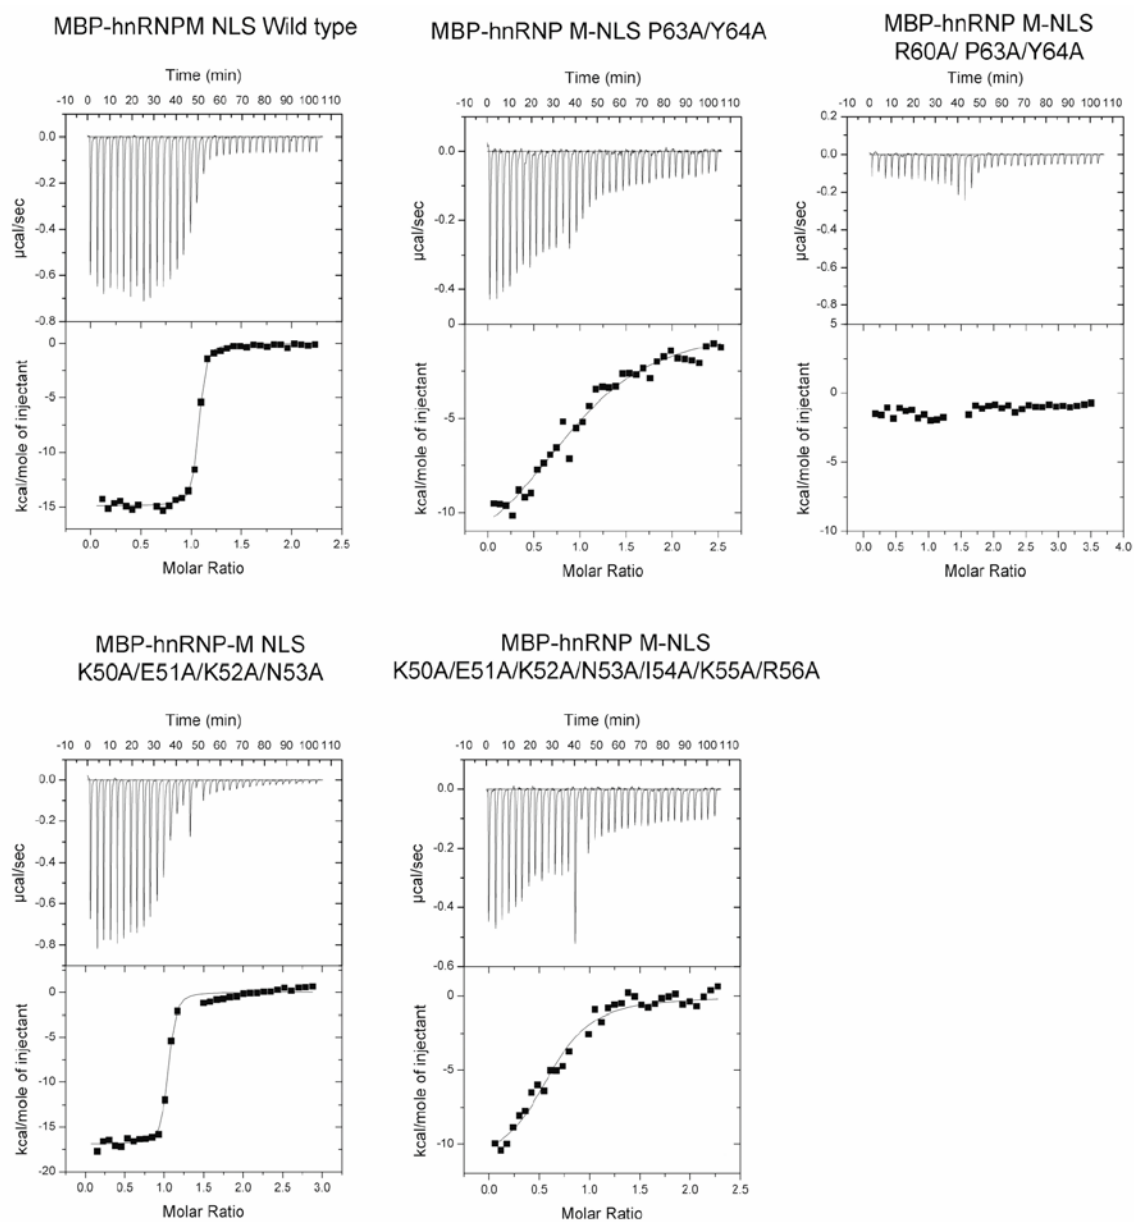 MBP-hnRNPM NLS Wild type
Time (min)
-10 0 10 20 30 40 50 60 70 80 90 100 110
0.0
-0.2
-0.4
-0.6
-0.8
µcal/sec
0
-5
-10
-15
kcal/mole of injectant
0.0 0.5 1.0 1.5 2.0 2.5
Molar Ratio
MBP-hnRNP M-NLS P63A/Y64A
Time (min)
-10 0 10 20 30 40 50 60 70 80 90 100 110
0.0
-0.2
-0.4
µcal/sec
0
-5
-10
kcal/mole of injectant
0.0 0.5 1.0 1.5 2.0 2.5
Molar Ratio
MBP-hnRNP M-NLS
R60A/ P63A/Y64A
Time (min)
-10 0 10 20 30 40 50 60 70 80 90 100 110
0.2
0.0
-0.2
-0.4
-0.6
-0.8
µcal/sec
5
0
-5
-10
kcal/mole of injectant
0.0 0.5 1.0 1.5 2.0 2.5 3.0 3.5 4.0
Molar Ratio
MBP-hnRNP-M NLS
K50A/E51A/K52A/N53A
Time (min)
-10 0 10 20 30 40 50 60 70 80 90 100 110
0.0
-0.2
-0.4
-0.6
-0.8
µcal/sec
0
-5
-10
-15
-20
kcal/mole of injectant
0.0 0.5 1.0 1.5 2.0 2.5 3.0
Molar Ratio
MBP-hnRNP M-NLS
K50A/E51A/K52A/N53A/I54A/K55A/R56A
Time (min)
-10 0 10 20 30 40 50 60 70 80 90 100 110
0.0
-0.2
-0.4
-0.6
µcal/sec
0
-5
-10
kcal/mole of injectant
0.0 0.5 1.0 1.5 2.0 2.5
Molar Ratio